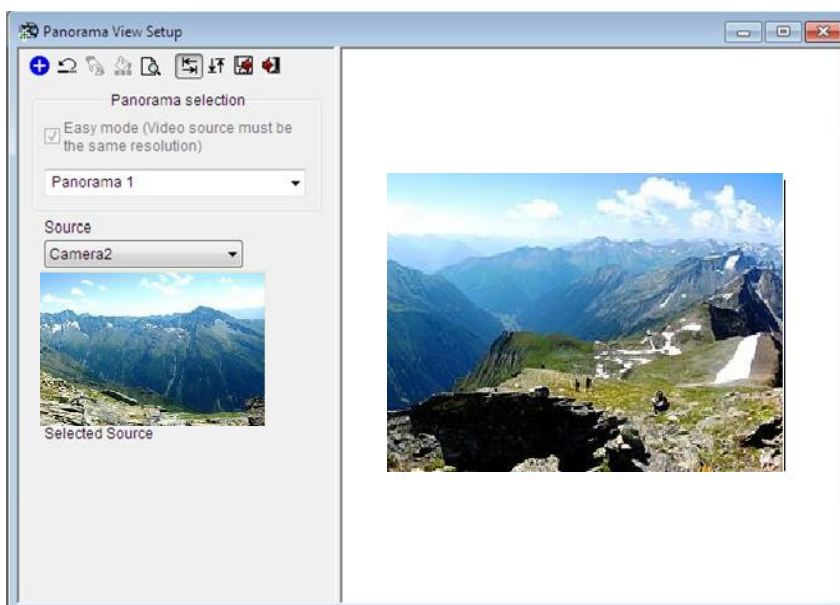 Panorama View Setup
Panorama selection
Easy mode (Video source must be
the same resolution)
Panorama 1
Source
Camera2
Selected Source